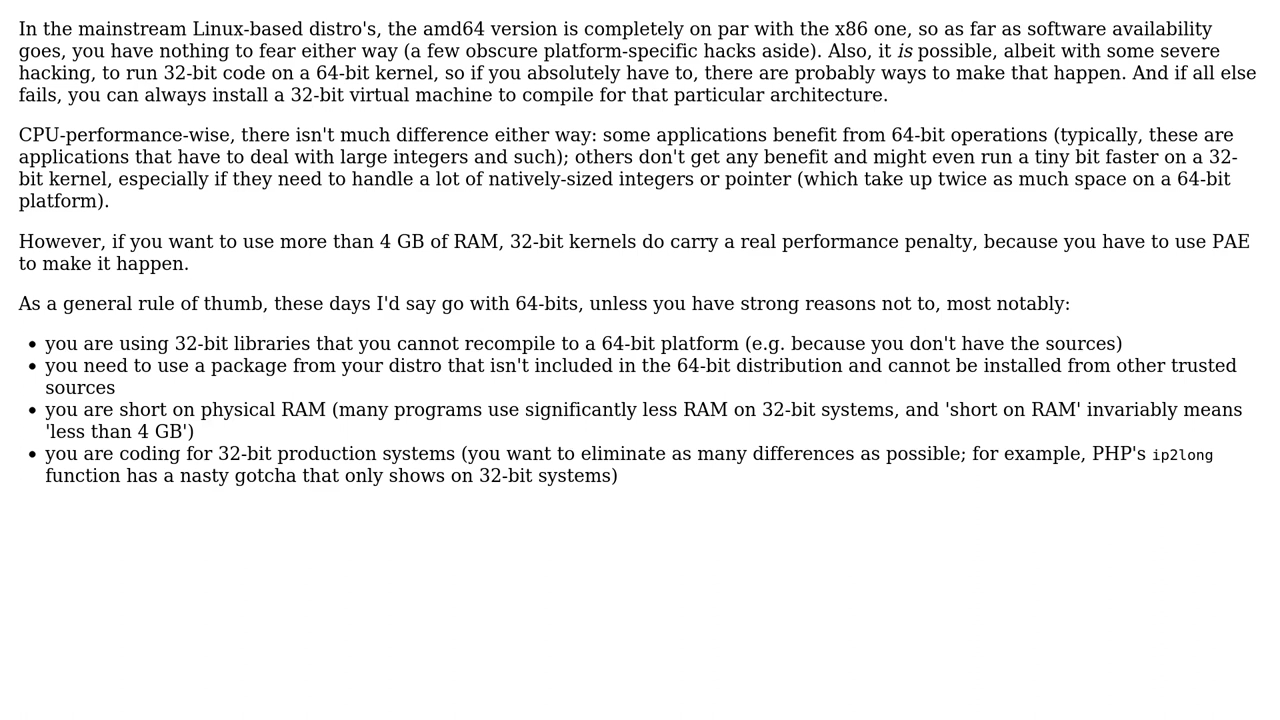 In the mainstream Linux-based distro's, the amd64 version is completely on par with the x86 one, so as far as software availability
goes, you have nothing to fear either way (a few obscure platform-specific hacks aside). Also, it is possible, albeit with some severe
hacking, to run 32-bit code on a 64-bit kernel, so if you absolutely have to, there are probably ways to make that happen. And if all else
fails, you can always install a 32-bit virtual machine to compile for that particular architecture.
CPU-performance-wise, there isn't much difference either way: some applications benefit from 64-bit operations (typically, these are
applications that have to deal with large integers and such); others don't get any benefit and might even run a tiny bit faster on a 32-
bit kernel, especially if they need to handle a lot of natively-sized integers or pointer (which take up twice as much space on a 64-bit
platform).
However, if you want to use more than 4 GB of RAM, 32-bit kernels do carry a real performance penalty, because you have to use PAE
to make it happen.
As a general rule of thumb, these days I'd say go with 64-bits, unless you have strong reasons not to, most notably:
• you are using 32-bit libraries that you cannot recompile to a 64-bit platform (e.g. because you don't have the sources)
• you need to use a package from your distro that isn't included in the 64-bit distribution and cannot be installed from other trusted
sources
• you are short on physical RAM (many programs use significantly less RAM on 32-bit systems, and 'short on RAM' invariably means
'less than 4 GB')
• you are coding for 32-bit production systems (you want to eliminate as many differences as possible; for example, PHP's ip2long
function has a nasty gotcha that only shows on 32-bit systems)